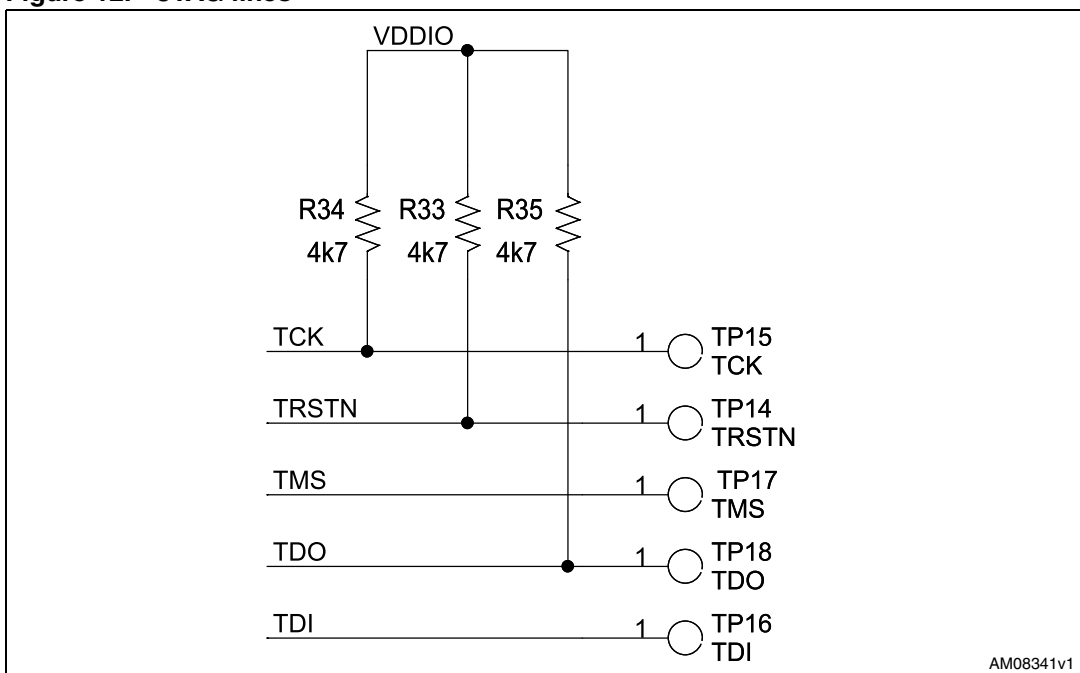 VDDIO
R34 R33 R35
4k7 4k7 4k7
TCK 1 TP15
TCK
TRSTN 1 TP14
TRSTN
TMS 1 TP17
TMS
TDO 1 TP18
TDO
TDI 1 TP16
TDI
AM08341v1